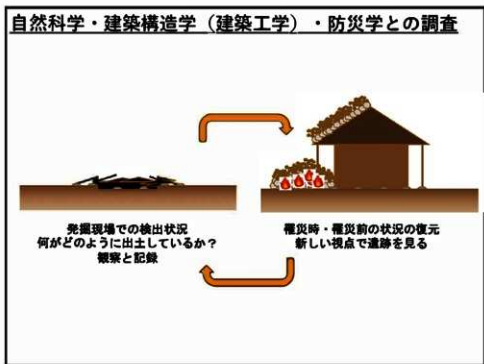 自然科学・建築構造学（建築工学）・防災学との調査
発掘現場での検出状況
何がどのように出土しているか？
観察と記録
罹災時・罹災前の状況の復元
新しい視点で遺跡を見る